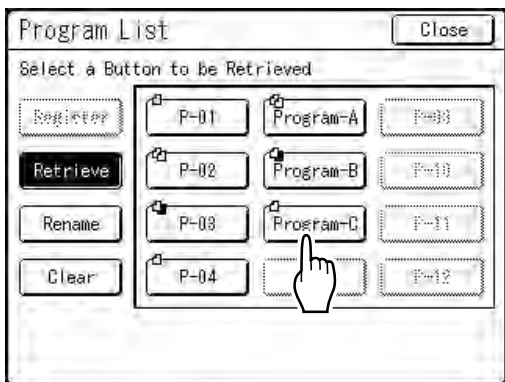 Program List
Close
Select a Button to be Retrieved
Register
P-01
Program-A
P-09
Retrieve
P-02
Program-B
P-10
Rename
P-03
Program-C
P-11
Clear
P-04
P-12